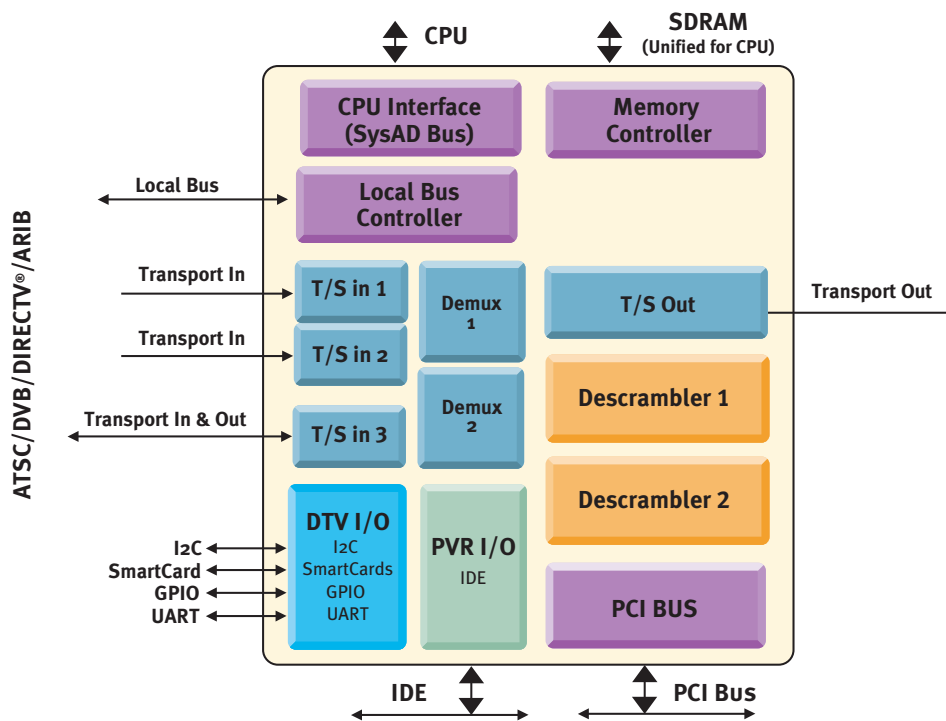 CPU
SDRAM
(Unified for CPU)
CPU Interface
(SysAD Bus)
Memory
Controller
Local Bus
Local Bus
Controller
ATSC/DVB/DIRECTV®/ARIB
Transport In
T/S in 1
Demux
1
T/S Out
Transport Out
Transport In
T/S in 2
Descrambler 1
Transport In & Out
T/S in 3
Demux
2
Descrambler 2
DTV I/O
I2C
SmartCards
GPIO
UART
PVR I/O
IDE
I2C
SmartCard
GPIO
UART
PCI BUS
IDE
PCI Bus